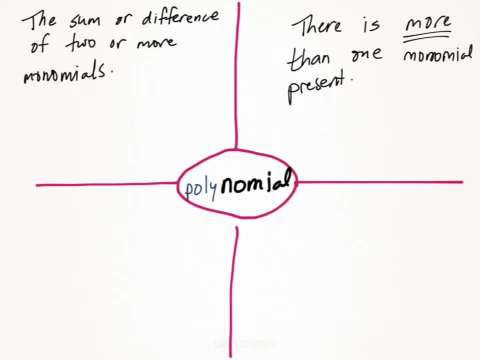 The sum or difference
of two or more
monomials.
There is more
than one monomial
present.
polynomial